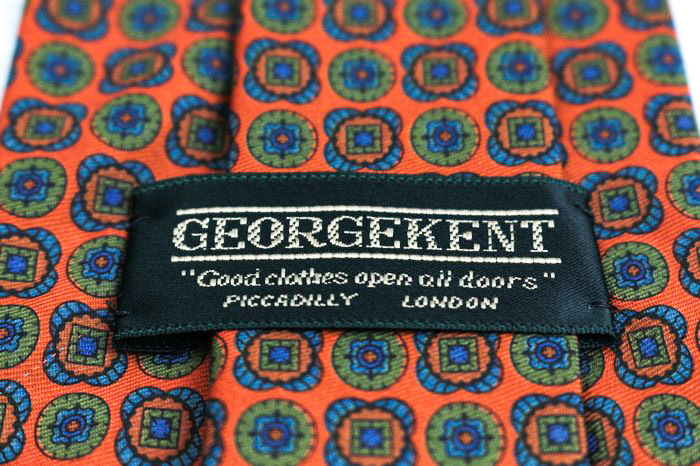 GEORGEKENT
"Good clothes open all doors"
PICCADILLY LONDON